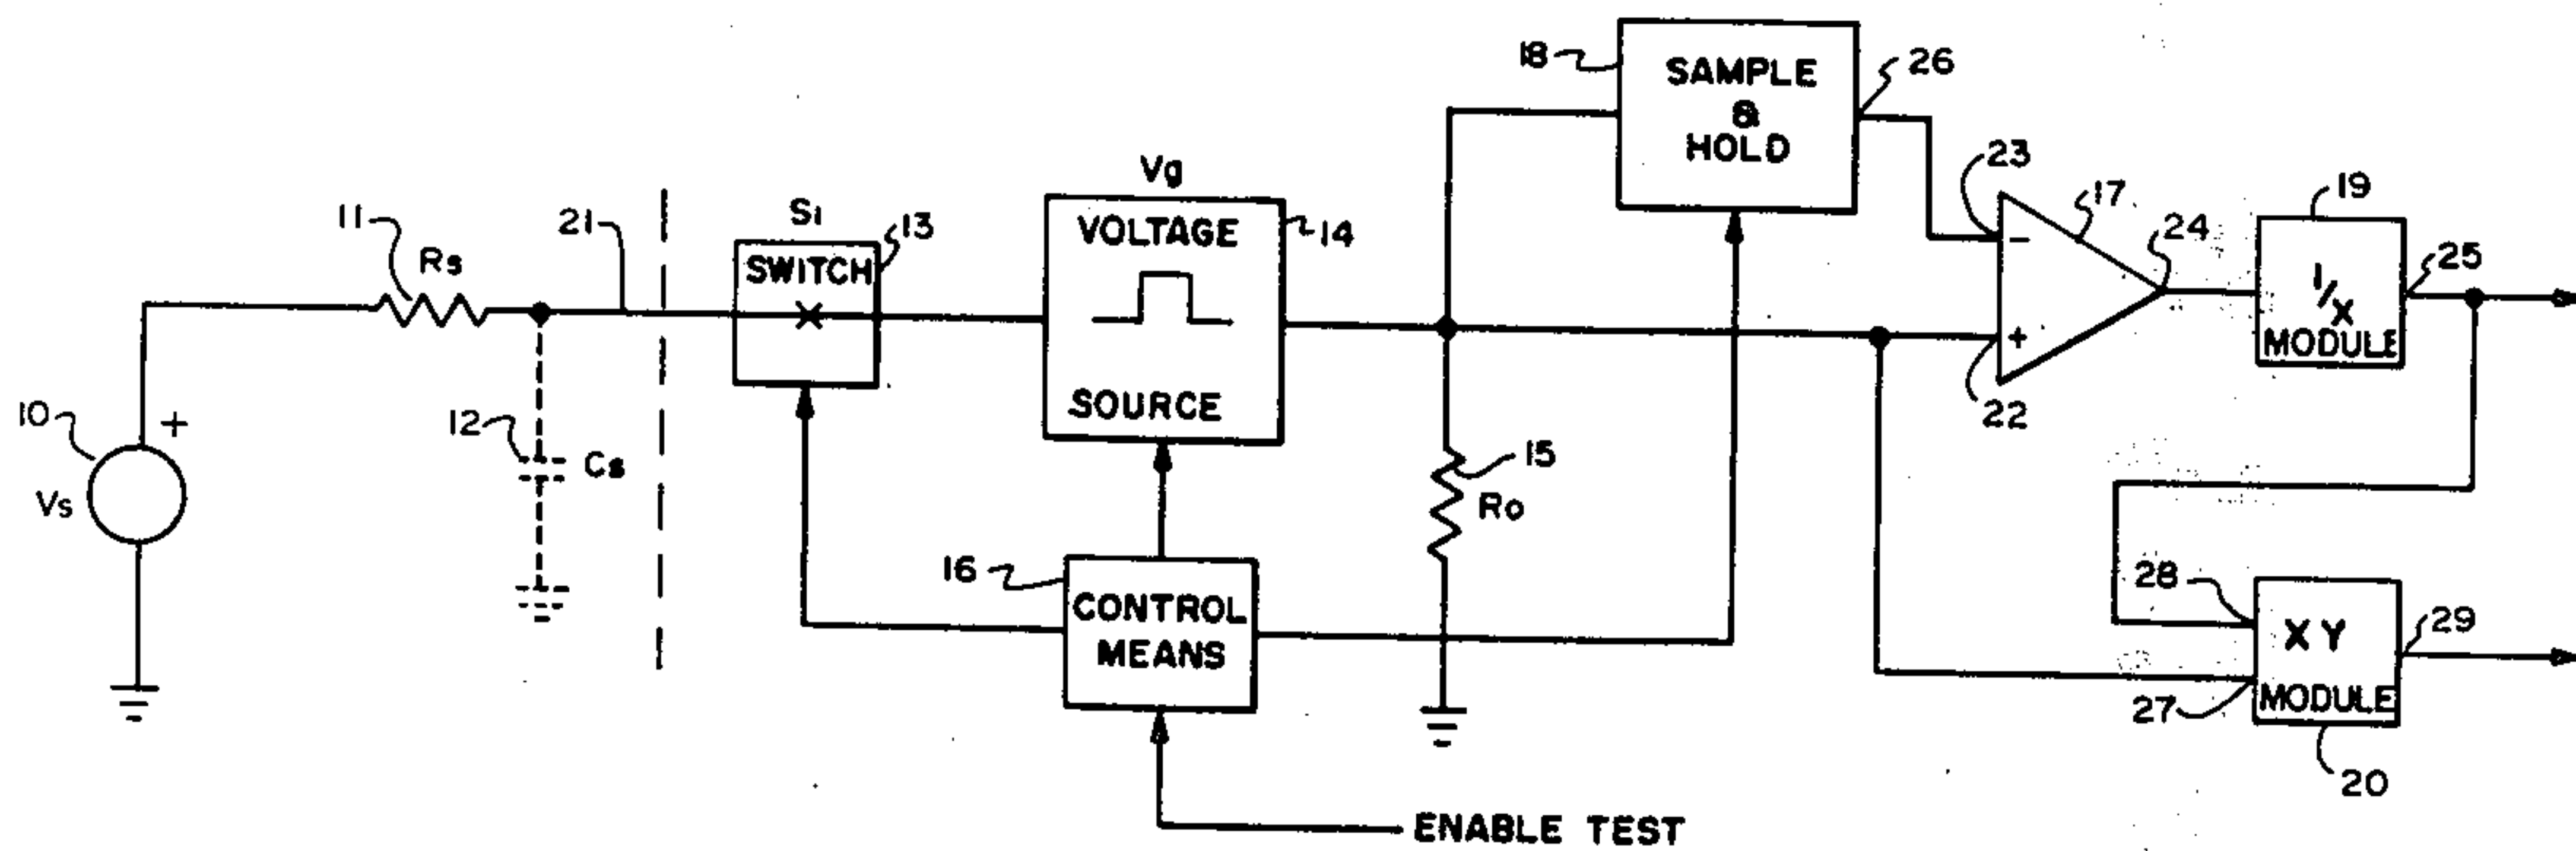 18
SAMPLE
&
HOLD
26
Vg
23
17
24
19
1/X
MODULE
25
11
Rs
21
S1
SWITCH
13
VOLTAGE
SOURCE
14
+
10
Vs
12
Cs
−
+
22
15
Ro
16
CONTROL
MEANS
28
XY
MODULE
29
27
20
ENABLE TEST